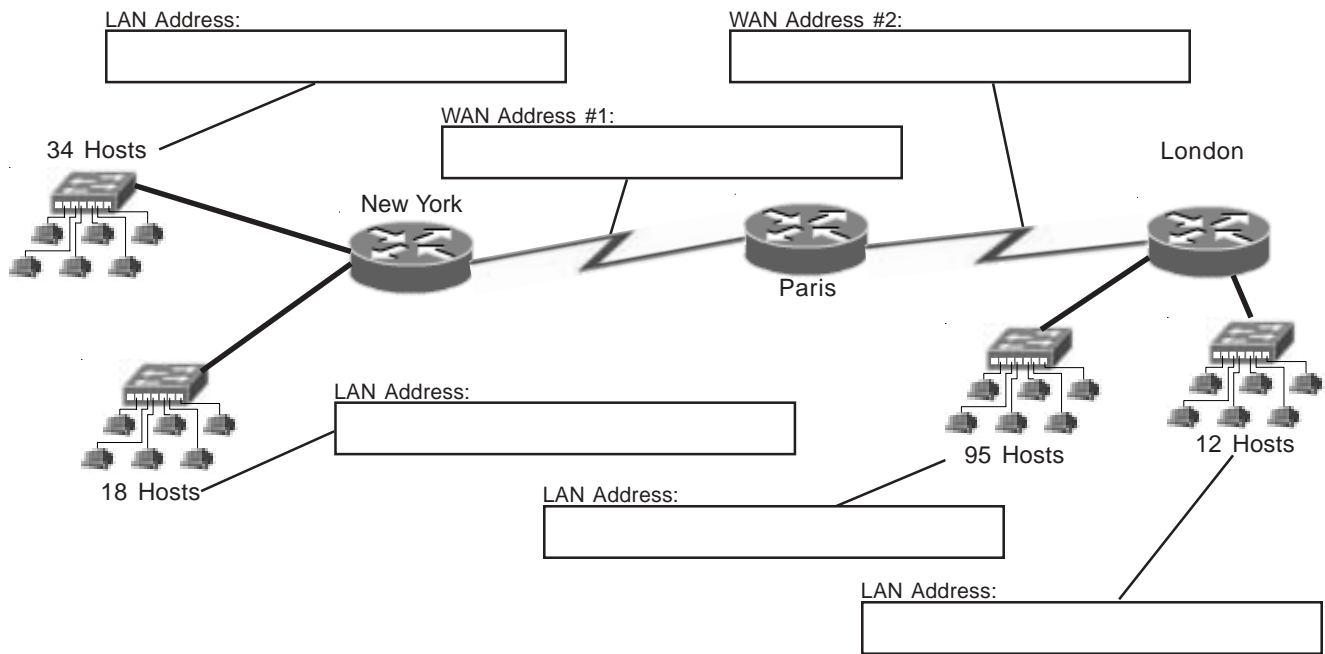 LAN Address:
WAN Address #2:
WAN Address #1:
34 Hosts
London
New York
Paris
LAN Address:
12 Hosts
95 Hosts
18 Hosts
LAN Address:
LAN Address: